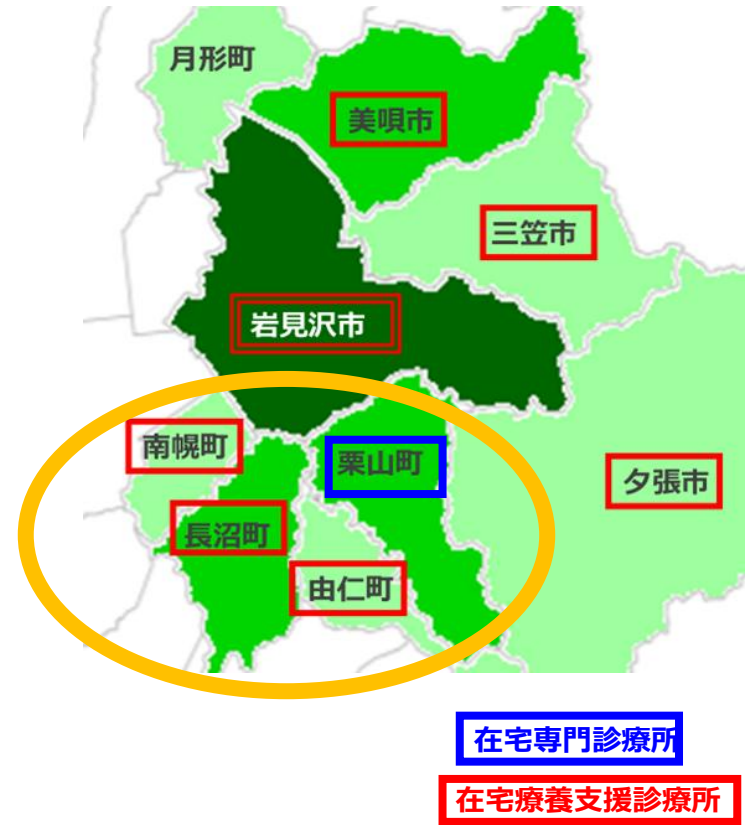 月形町
美唄市
三笠市
岩見沢市
南幌町
栗山町
夕張市
長沼町
由仁町
在宅専門診療所
在宅療養支援診療所